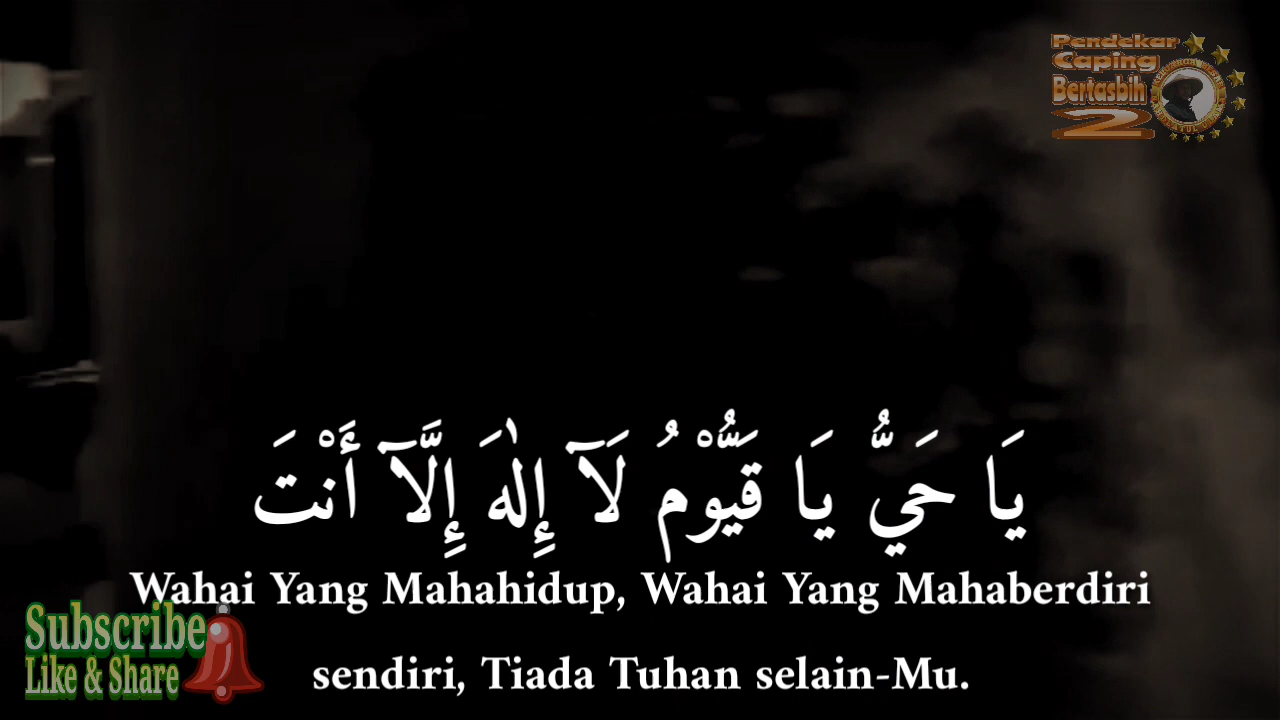 Pendekar
Caping
Bertasbih
2
يَا حَيُّ يَا قَيُّوْمُ لَآ إِلٰهَ إِلَّآ أَنْتَ
Wahai Yang Mahahidup, Wahai Yang Mahaberdiri
sendiri, Tiada Tuhan selain-Mu.
Subscribe
Like & Share